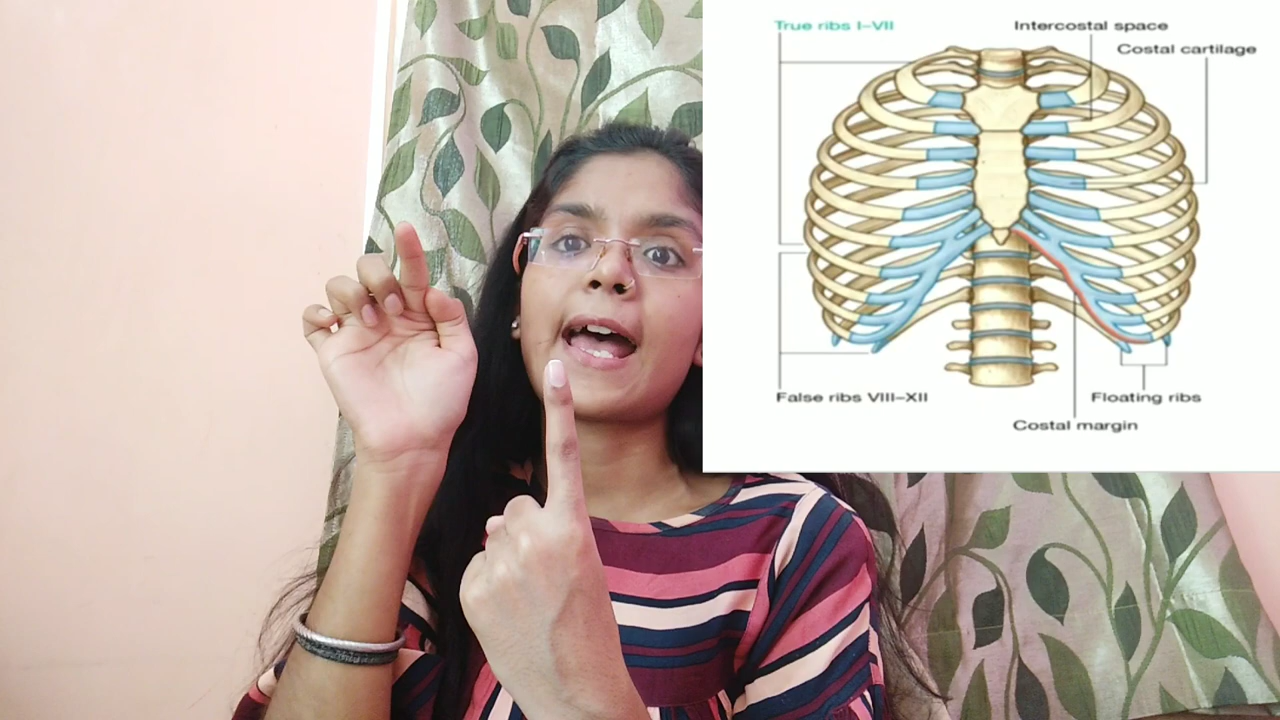 True ribs I–VII
Intercostal space
Costal cartilage
False ribs VIII–XII
Floating ribs
Costal margin